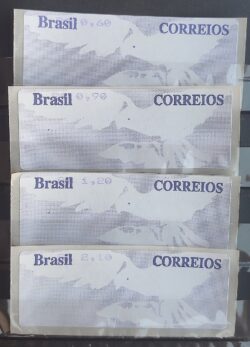 Brasil 0,60 CORREIOS
Brasil 0,90 CORREIOS
Brasil 1,20 CORREIOS
Brasil 2,10 CORREIOS